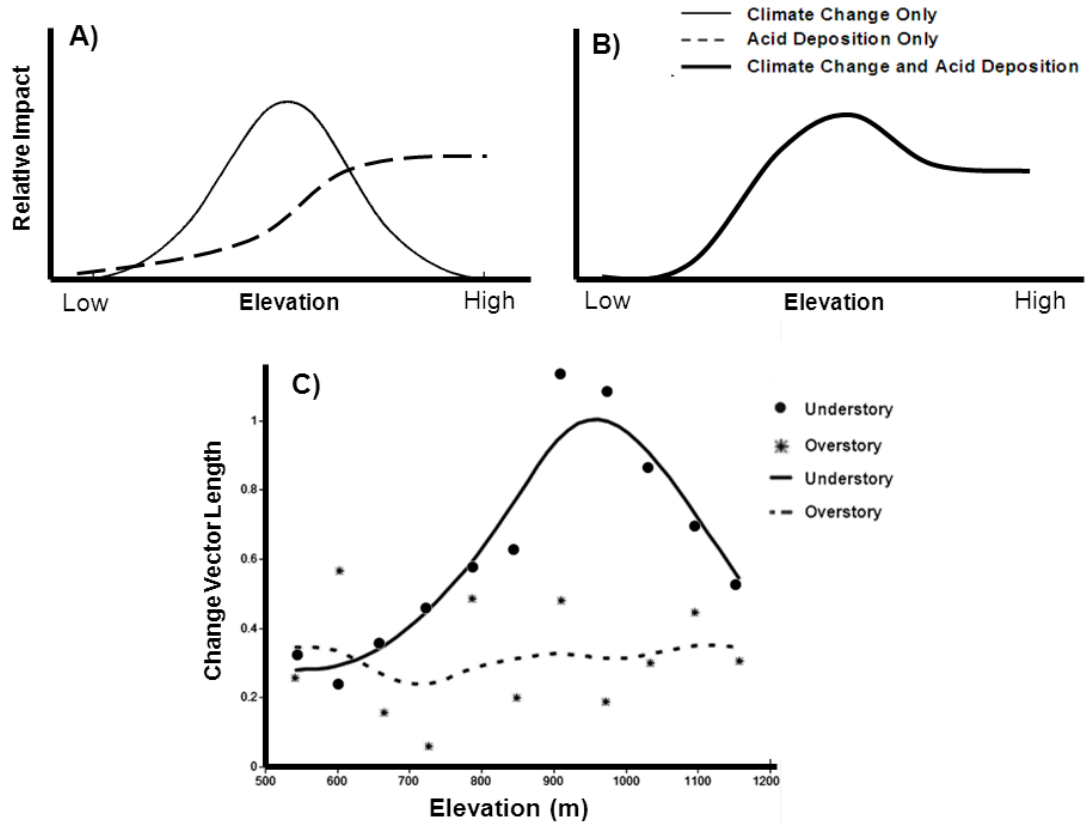 A)
Relative Impact
Low
Elevation
High
Climate Change Only
Acid Deposition Only
Climate Change and Acid Deposition
B)
Low
Elevation
High
C)
Change Vector Length
1
0.8
0.6
0.4
0.2
0
500 600 700 800 900 1000 1100 1200
Elevation (m)
Understory
Overstory
Understory
Overstory